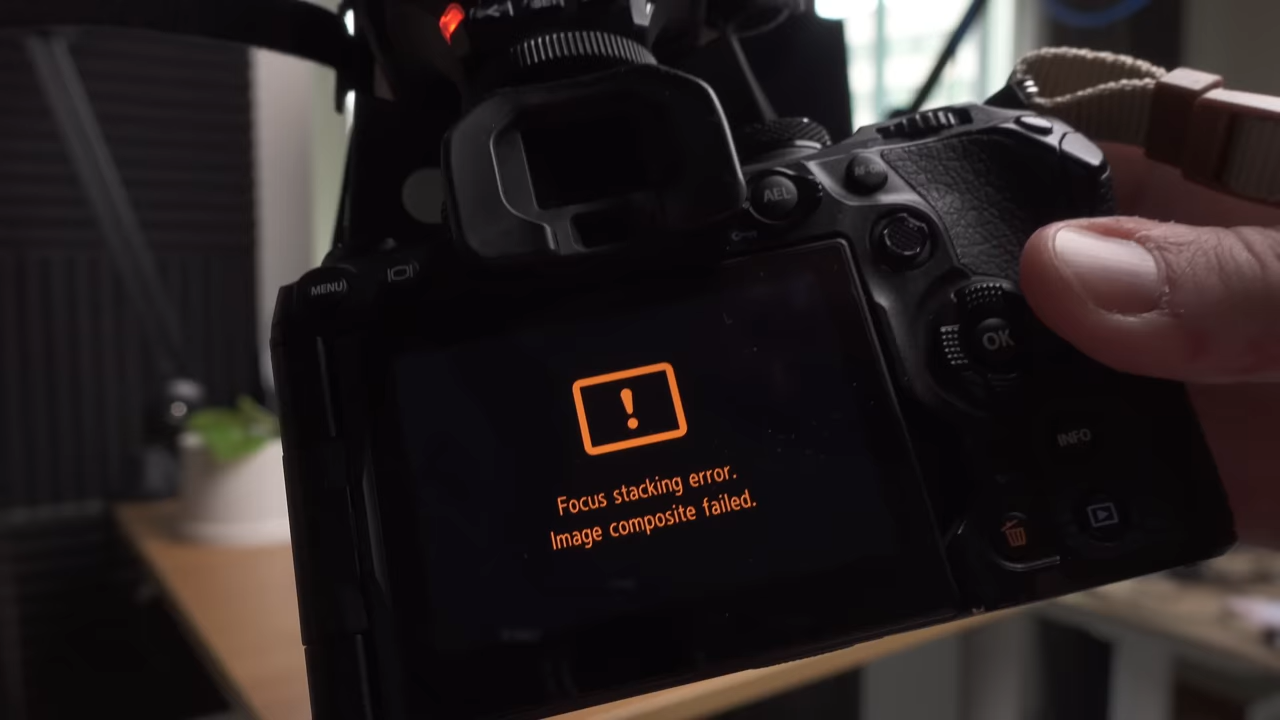 AEL
MENU
OK
Focus stacking error.
Image composite failed.
INFO